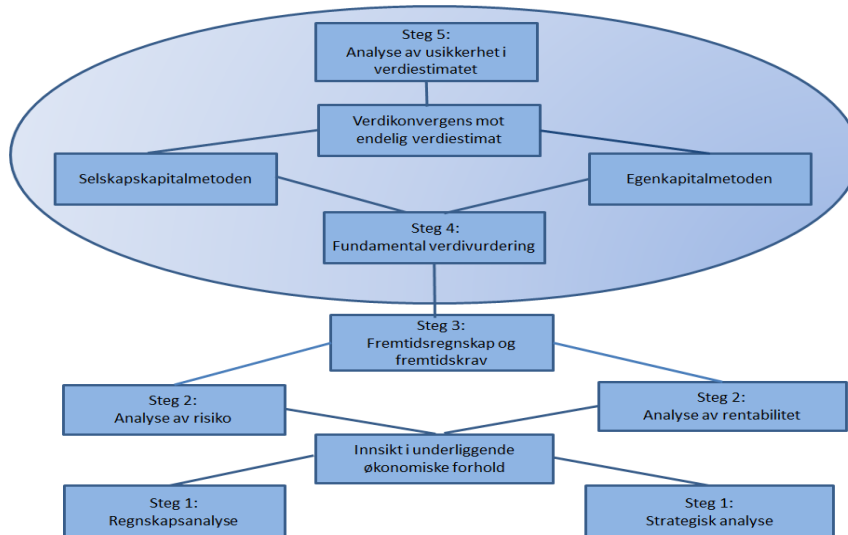 Steg 5:
Analyse av usikkerhet i
verdiestimatet
Verdikonvergens mot
endelig verdiestimat
Selskapskapitalmetoden
Egenkapitalmetoden
Steg 4:
Fundamental verdivurdering
Steg 3:
Fremtidsregnskap og
fremtidskrav
Steg 2:
Analyse av risiko
Steg 2:
Analyse av rentabilitet
Innsikt i underliggende
økonomiske forhold
Steg 1:
Regnskapsanalyse
Steg 1:
Strategisk analyse